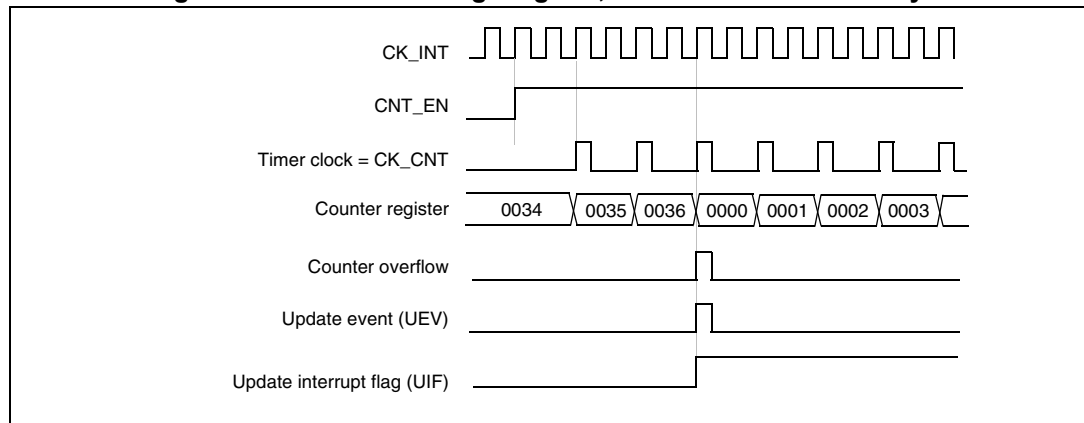 CK_INT
CNT_EN
Timer clock = CK_CNT
Counter register 0034 0035 0036 0000 0001 0002 0003
Counter overflow
Update event (UEV)
Update interrupt flag (UIF)